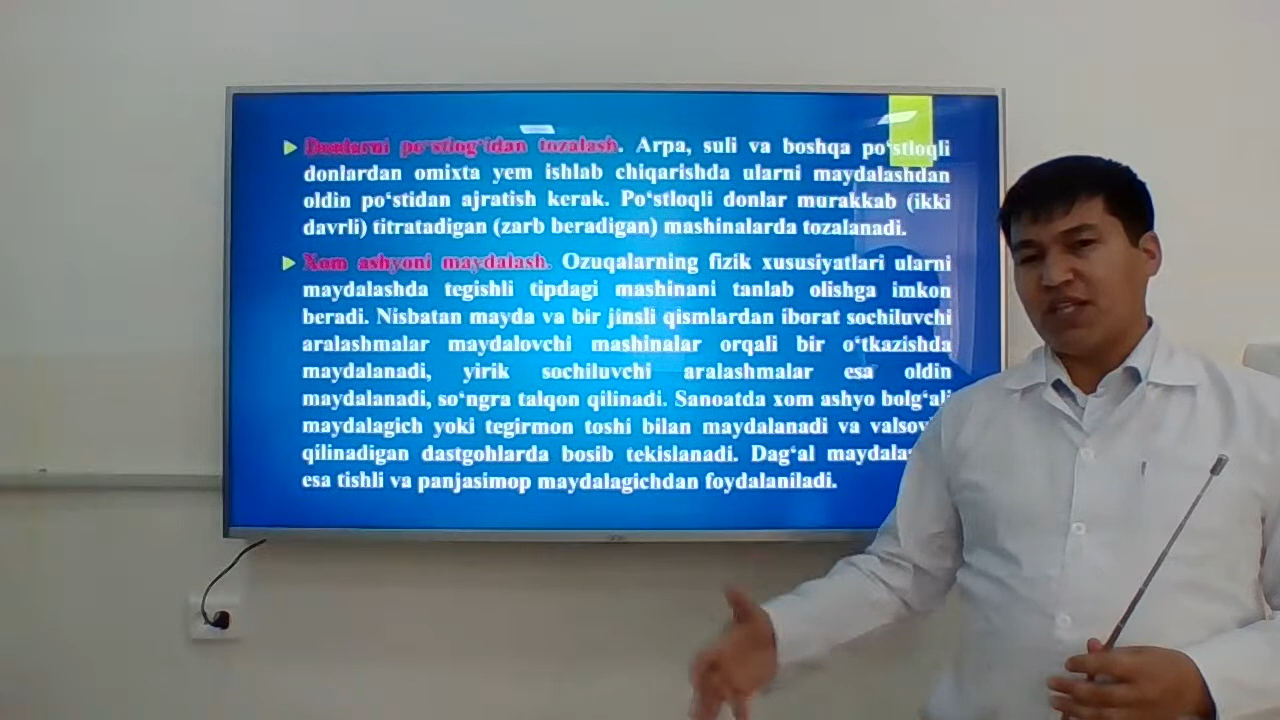 Donlarni po‘stlog‘idan tozalash. Arpa, suli va boshqa po‘stloqli
donlardan omixta yem ishlab chiqarishda ularni maydalashdan
oldin po‘stidan ajratish kerak. Po‘stloqli donlar murakkab (ikki
davrli) titratadigan (zarb beradigan) mashinalarda tozalanadi.
Xom ashyoni maydalash. Ozuqalarning fizik xususiyatlari ularni
maydalashda tegishli tipdagi mashinani tanlab olishga imkon
beradi. Nisbatan mayda va bir jinsli qismlardan iborat sochiluvchi
aralashmalar maydalovchi mashinalar orqali bir o‘tkazishda
maydalanadi, yirik sochiluvchi aralashmalar esa oldin
maydalanadi, so‘ngra talqon qilinadi. Sanoatda xom ashyo bolg‘ali
maydalagich yoki tegirmon toshi bilan maydalanadi va
qilinadigan dastgohlarda bosib tekislanadi. Dag‘al
esa tishli va panjasimop maydalagichdan foydalaniladi.